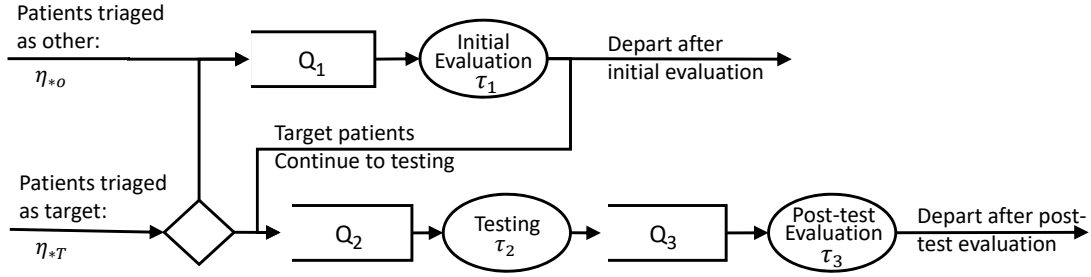 Patients triaged
as other:
η*o
Q1
Initial
Evaluation
τ1
Depart after
initial evaluation
Target patients
Continue to testing
Patients triaged
as target:
η*T
Q2
Testing
τ2
Q3
Post-test
Evaluation
τ3
Depart after post-
test evaluation